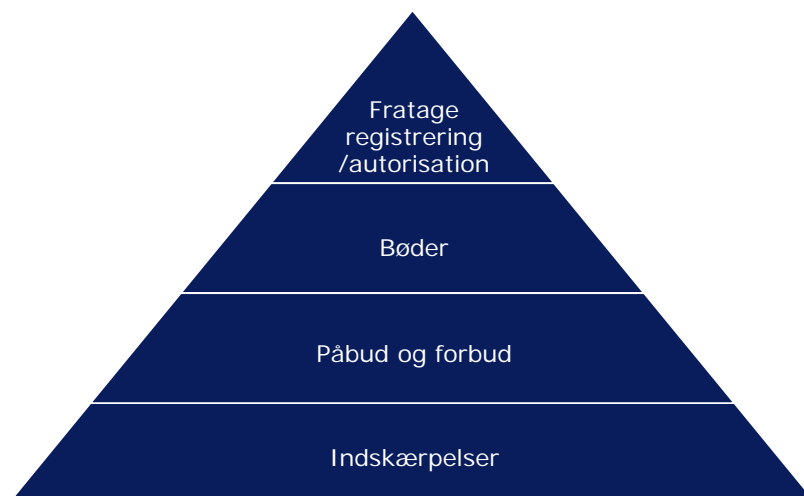 Fratage
registrering
/autorisation
Bøder
Påbud og forbud
Indskærpelser